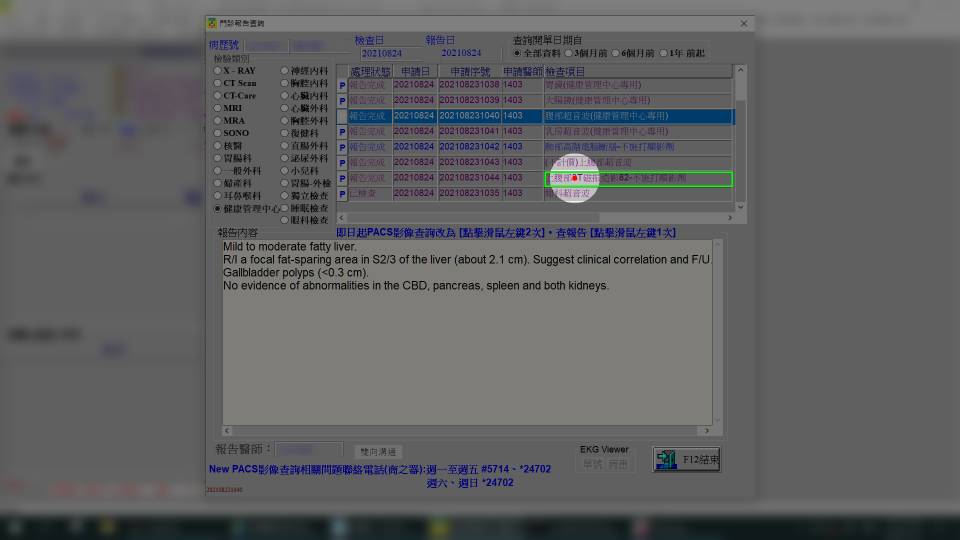 門診報告查詢
病歷號
檢查日
報告日
20210824
20210824
查詢開單日期自
全部資料 3個月前 6個月前 1年 前起
檢驗類別
X - RAY
CT Scan
CT-Care
MRI
MRA
SONO
核醫
胃腸科
一般外科
婦產科
耳鼻喉科
健康管理中心
神經內科
胸腔內科
心臟內科
心臟外科
胸腔外科
復健科
直腸外科
泌尿外科
小兒科
胃腸-外檢
獨立檢查
睡眠檢查
眼科檢查
處理狀態 申請日 申請序號 申請醫師 檢查項目
P 報告完成 20210824 202108231038 1403 胃鏡(健康管理中心專用)
P 報告完成 20210824 202108231039 1403 大腸鏡(健康管理中心專用)
報告完成 20210824 202108231040 1403 腹部超音波(健康管理中心專用)
P 報告完成 20210824 202108231041 1403 乳房超音波(健康管理中心專用)
P 報告完成 20210824 202108231042 1403 肺部高階電腦斷層-不施打顯影劑
P 報告完成 20210824 202108231043 1403 上腹部超音波
P 報告完成 20210824 202108231044 1403 上腹部 磁振造影82-不施打顯影劑
P 已檢查 20210824 202108231035 1403 婦科超音波
報告內容
即日起PACS影像查詢改為 [點擊滑鼠左鍵2次]，查報告 [點擊滑鼠左鍵1次]
Mild to moderate fatty liver.
R/I a focal fat-sparing area in S2/3 of the liver (about 2.1 cm). Suggest clinical correlation and F/U.
Gallbladder polyps (<0.3 cm).
No evidence of abnormalities in the CBD, pancreas, spleen and both kidneys.
報告醫師：
雙向溝通
EKG Viewer
單號 病患
F12結束
New PACS影像查詢相關問題聯絡電話(商之器):週一至週五 #5714、*24702
週六、週日 *24702
202108231040